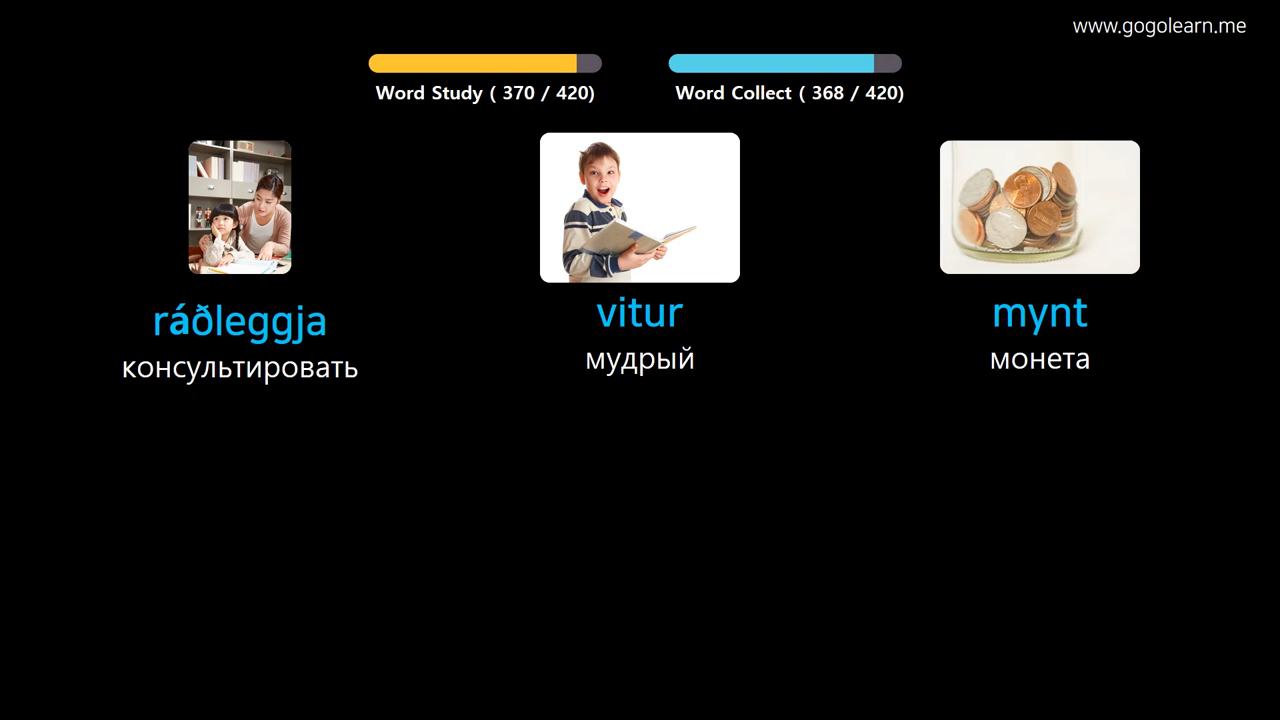 www.gogolearn.me
Word Study ( 370 / 420)
Word Collect ( 368 / 420)
ráðleggja
консультировать
vitur
мудрый
mynt
монета